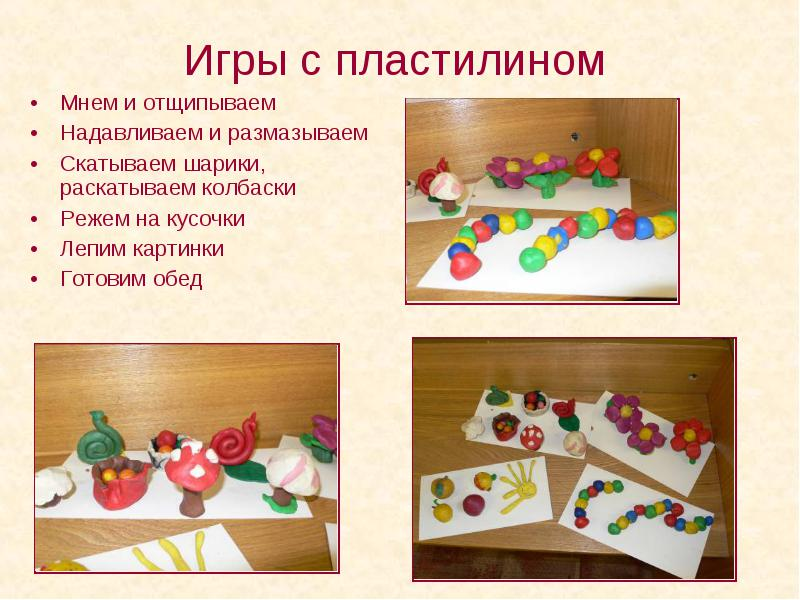 Игры с пластилином
• Мнем и отщипываем
• Надавливаем и размазываем
• Скатываем шарики,
раскатываем колбаски
• Режем на кусочки
• Лепим картинки
• Готовим обед